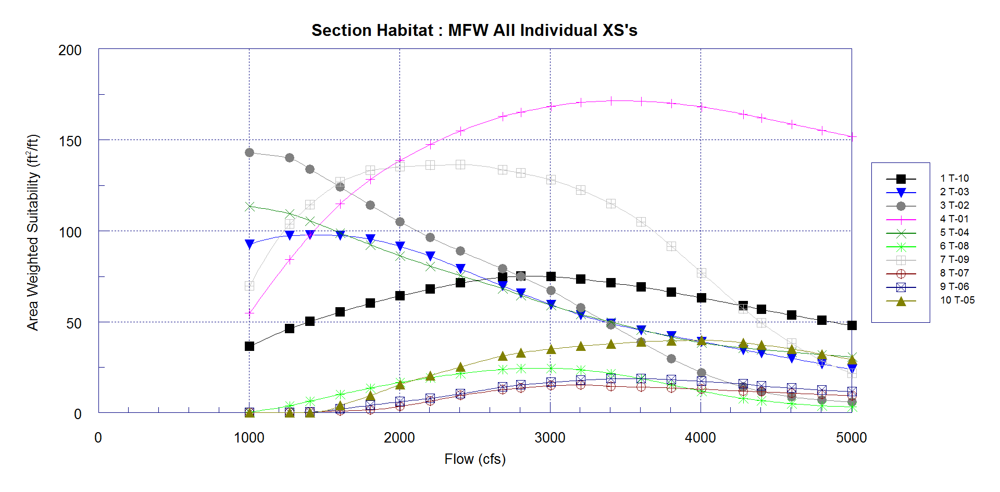 Section Habitat : MFW All Individual XS's
200
150
100
50
0
Area Weighted Suitability (ft²/ft)
0 1000 2000 3000 4000 5000
Flow (cfs)
1 T-10
2 T-03
3 T-02
4 T-01
5 T-04
6 T-08
7 T-09
8 T-07
9 T-06
10 T-05